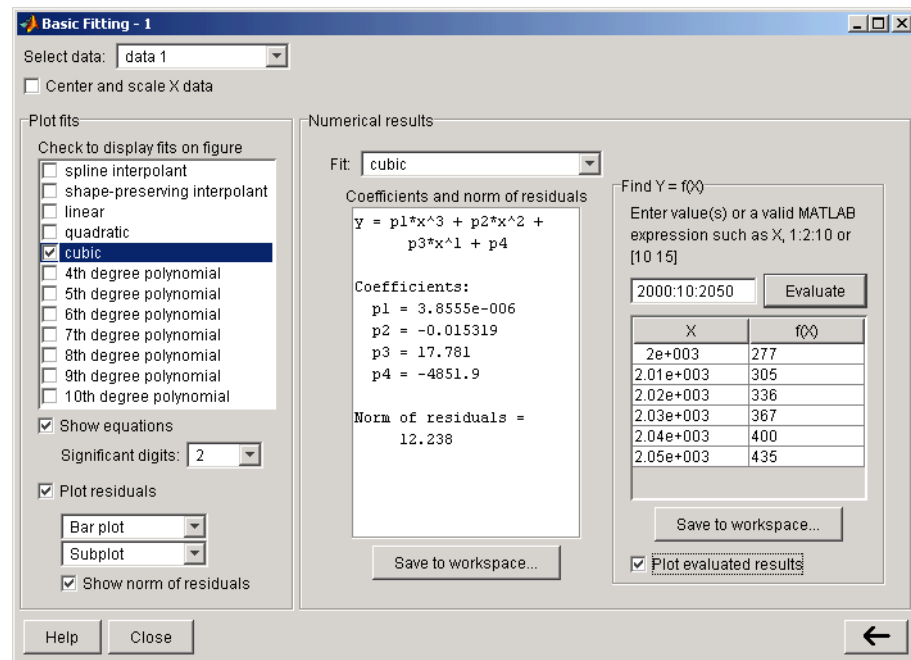 Basic Fitting - 1
Select data: data 1
Center and scale X data
Plot fits
Check to display fits on figure
spline interpolant
shape-preserving interpolant
linear
quadratic
cubic
4th degree polynomial
5th degree polynomial
6th degree polynomial
7th degree polynomial
8th degree polynomial
9th degree polynomial
10th degree polynomial
Show equations
Significant digits: 2
Plot residuals
Bar plot
Subplot
Show norm of residuals
Numerical results
Fit: cubic
Coefficients and norm of residuals
y = p1*x^3 + p2*x^2 +
p3*x^1 + p4
Coefficients:
p1 = 3.8555e-006
p2 = -0.015319
p3 = 17.781
p4 = -4851.9
Norm of residuals =
12.238
Save to workspace...
Find Y = f(X)
Enter value(s) or a valid MATLAB
expression such as X, 1:2:10 or
[10 15]
2000:10:2050 Evaluate
X f(X)
2e+003 277
2.01e+003 305
2.02e+003 336
2.03e+003 367
2.04e+003 400
2.05e+003 435
Save to workspace...
Plot evaluated results
Help Close